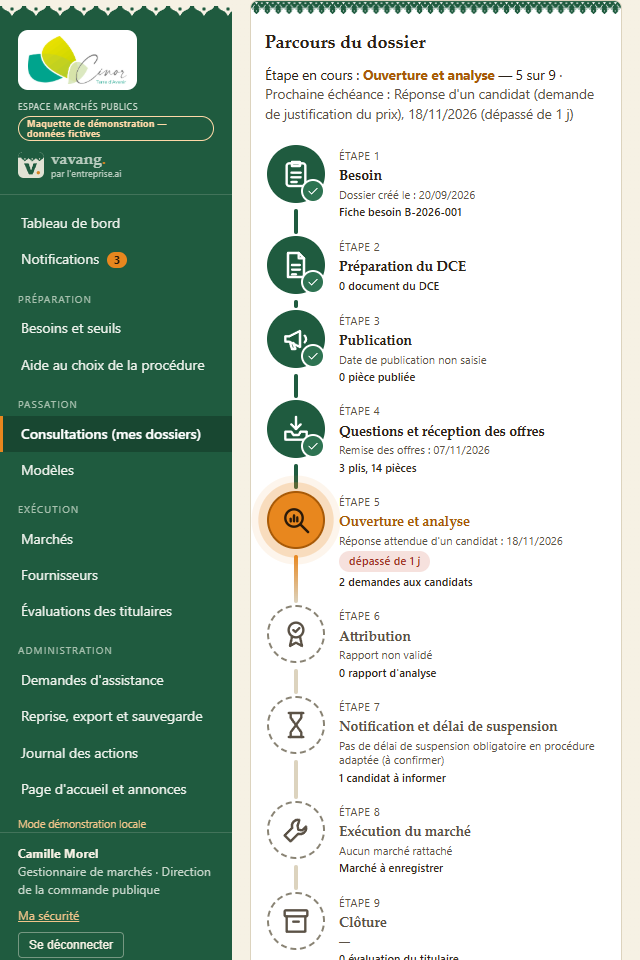 Cinor
Terre d'Avenir
ESPACE MARCHÉS PUBLICS
Maquette de démonstration —
données fictives
vavang.
par l'entreprise.ai
Tableau de bord
Notifications 3
PRÉPARATION
Besoins et seuils
Aide au choix de la procédure
PASSATION
Consultations (mes dossiers)
Modèles
EXÉCUTION
Marchés
Fournisseurs
Évaluations des titulaires
ADMINISTRATION
Demandes d'assistance
Reprise, export et sauvegarde
Journal des actions
Page d'accueil et annonces
Mode démonstration locale
Camille Morel
Gestionnaire de marchés · Direction
de la commande publique
Ma sécurité
Se déconnecter
Parcours du dossier
Étape en cours : Ouverture et analyse — 5 sur 9 ·
Prochaine échéance : Réponse d'un candidat (demande
de justification du prix), 18/11/2026 (dépassé de 1 j)
ÉTAPE 1
Besoin
Dossier créé le : 20/09/2026
Fiche besoin B-2026-001
ÉTAPE 2
Préparation du DCE
0 document du DCE
ÉTAPE 3
Publication
Date de publication non saisie
0 pièce publiée
ÉTAPE 4
Questions et réception des offres
Remise des offres : 07/11/2026
3 plis, 14 pièces
ÉTAPE 5
Ouverture et analyse
Réponse attendue d'un candidat : 18/11/2026
dépassé de 1 j
2 demandes aux candidats
ÉTAPE 6
Attribution
Rapport non validé
0 rapport d'analyse
ÉTAPE 7
Notification et délai de suspension
Pas de délai de suspension obligatoire en procédure
adaptée (à confirmer)
1 candidat à informer
ÉTAPE 8
Exécution du marché
Aucun marché rattaché
Marché à enregistrer
ÉTAPE 9
Clôture
—
0 évaluation du titulaire